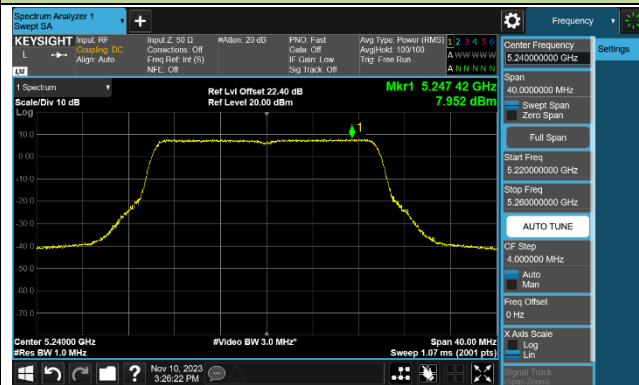 Spectrum Analyzer 1
Swept SA
Frequency
KEYSIGHT
Input: RF
Coupling: DC
Align: Auto
Input Z: 50 Ω
Corrections: Off
Freq Ref: Int (S)
NFE: Off
#Atten: 20 dB
PNO: Fast
Gate: Off
IF Gain: Low
Sig Track: Off
Avg Type: Power (RMS)
Avg|Hold: 100/100
Trig: Free Run
1 2 3 4 5 6
A W W W W W
A N N N N N
L
LXI
1 Spectrum
Scale/Div 10 dB
Log
Ref Lvl Offset 22.40 dB
Ref Level 20.00 dBm
Mkr1 5.247 42 GHz
7.952 dBm
1
10.0
0.00
-10.0
-20.0
-30.0
-40.0
-50.0
-60.0
-70.0
Center 5.24000 GHz
#Res BW 1.0 MHz
#Video BW 3.0 MHz*
Span 40.00 MHz
Sweep 1.07 ms (2001 pts)
Nov 10, 2023
3:26:22 PM
Center Frequency
5.240000000 GHz
Span
40.0000000 MHz
Swept Span
Zero Span
Full Span
Start Freq
5.220000000 GHz
Stop Freq
5.260000000 GHz
AUTO TUNE
CF Step
4.000000 MHz
Auto
Man
Freq Offset
0 Hz
X Axis Scale
Log
Lin
Signal Track
(Span Zoom)
Settings